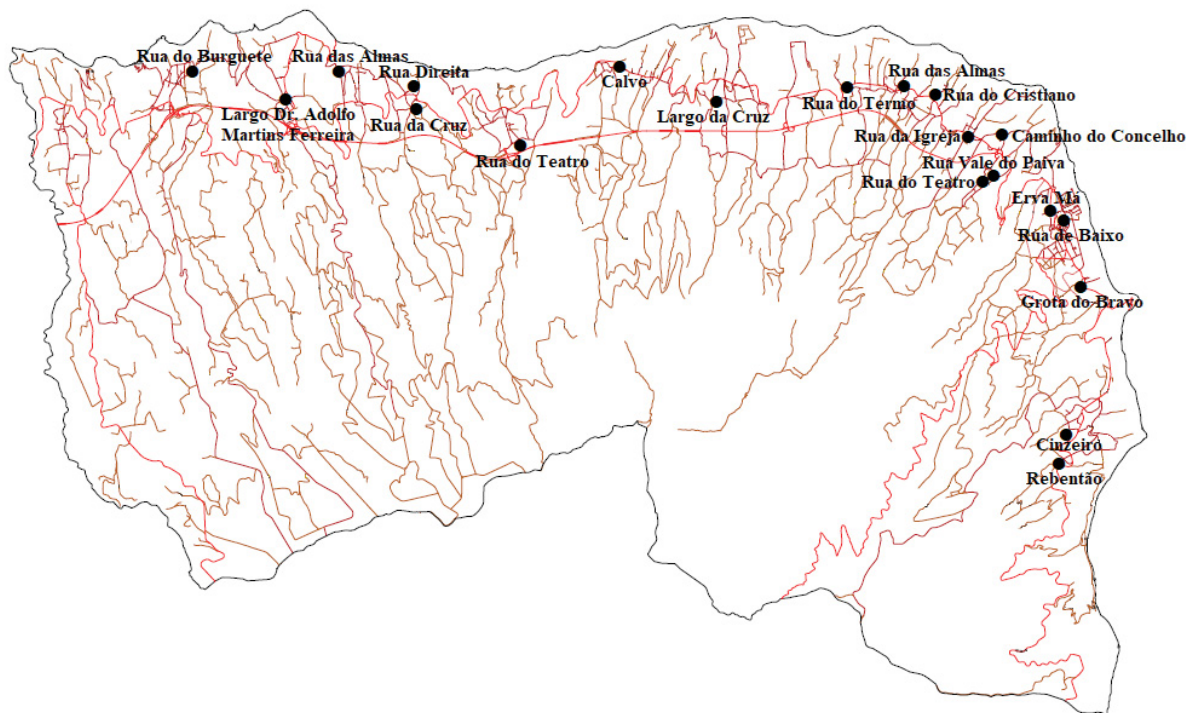 Rua do Burguete
Rua das Almas
Rua Direita
Largo Dr. Adolfo
Martins Ferreira
Rua da Cruz
Rua do Teatro
Calvo
Largo da Cruz
Rua do Termo
Rua das Almas
Rua do Cristiano
Rua da Igreja
Caminho do Concelho
Rua Vale do Paíva
Rua do Teatro
Erva Má
Rua de Baixo
Grota do Bravo
Cinzeiro
Rebentão